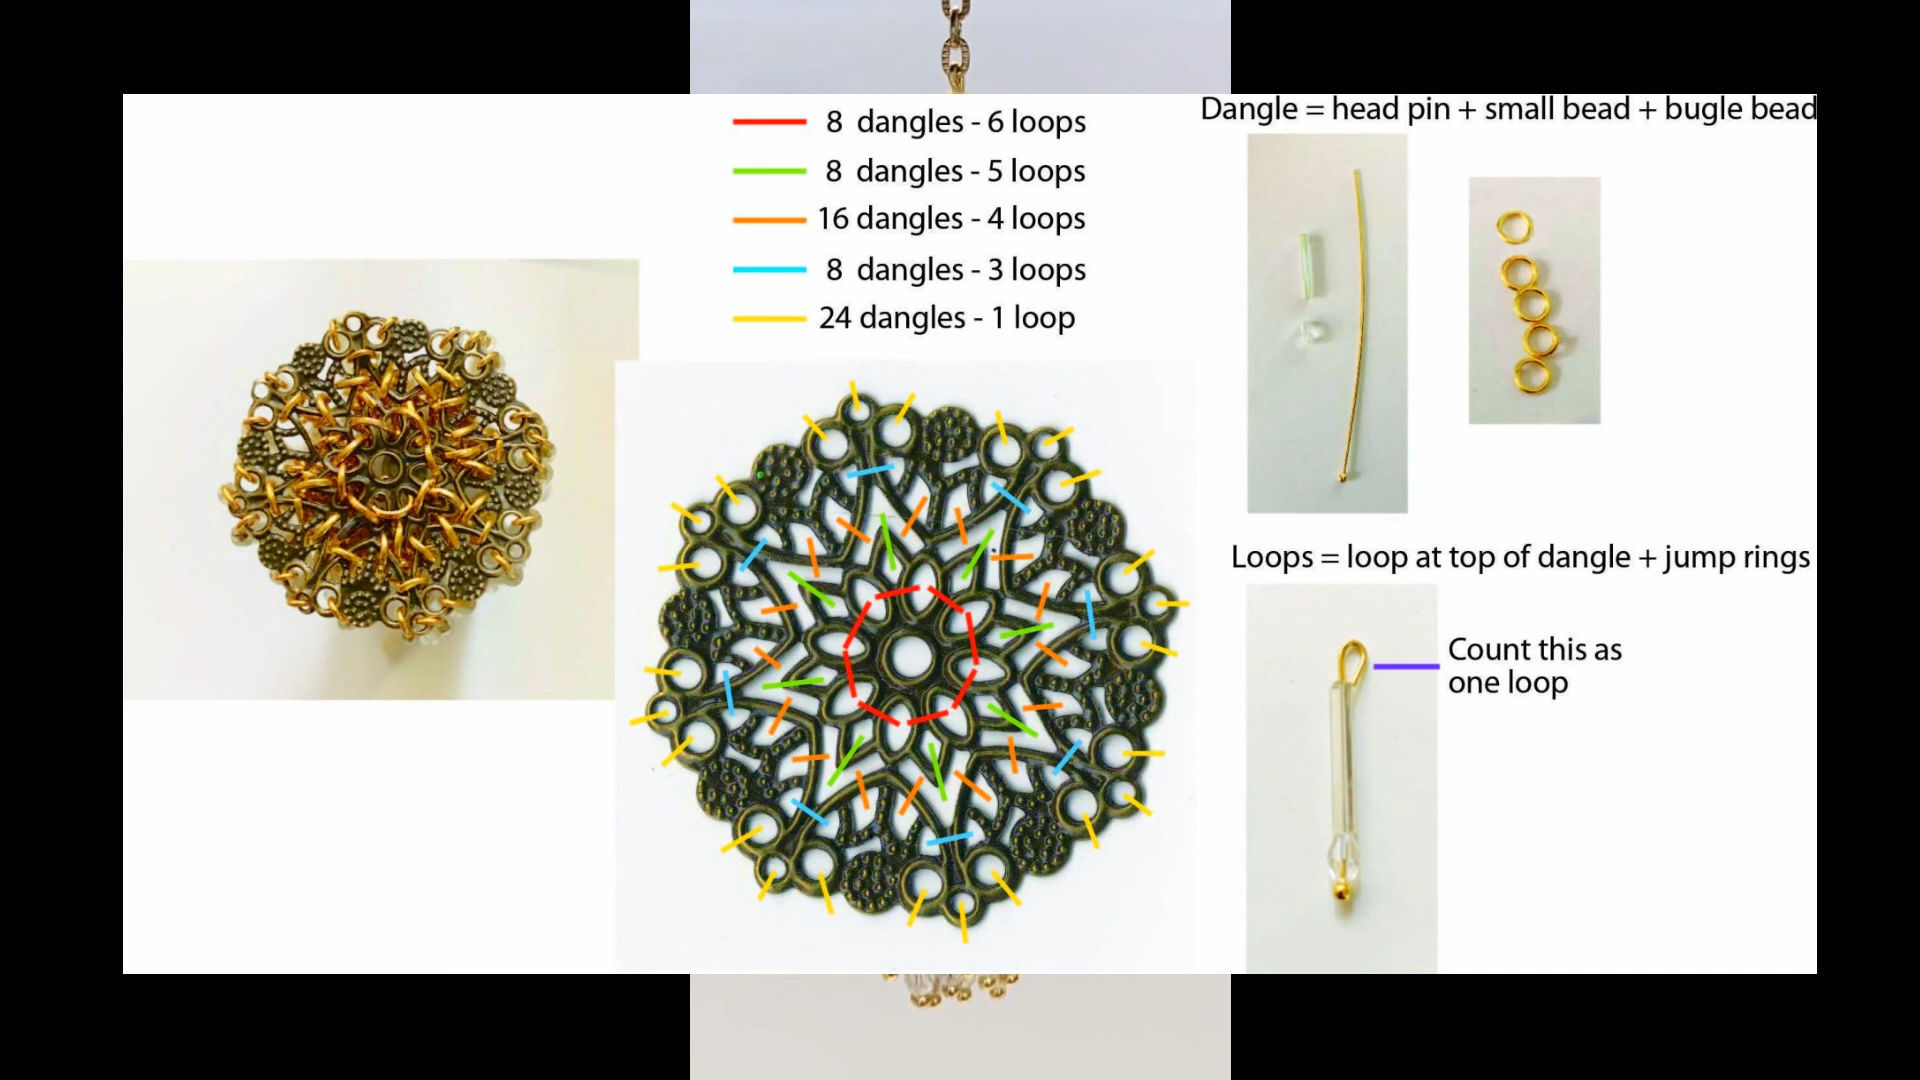 8 dangles - 6 loops
8 dangles - 5 loops
16 dangles - 4 loops
8 dangles - 3 loops
24 dangles - 1 loop
Dangle = head pin + small bead + bugle bead
Loops = loop at top of dangle + jump rings
Count this as
one loop